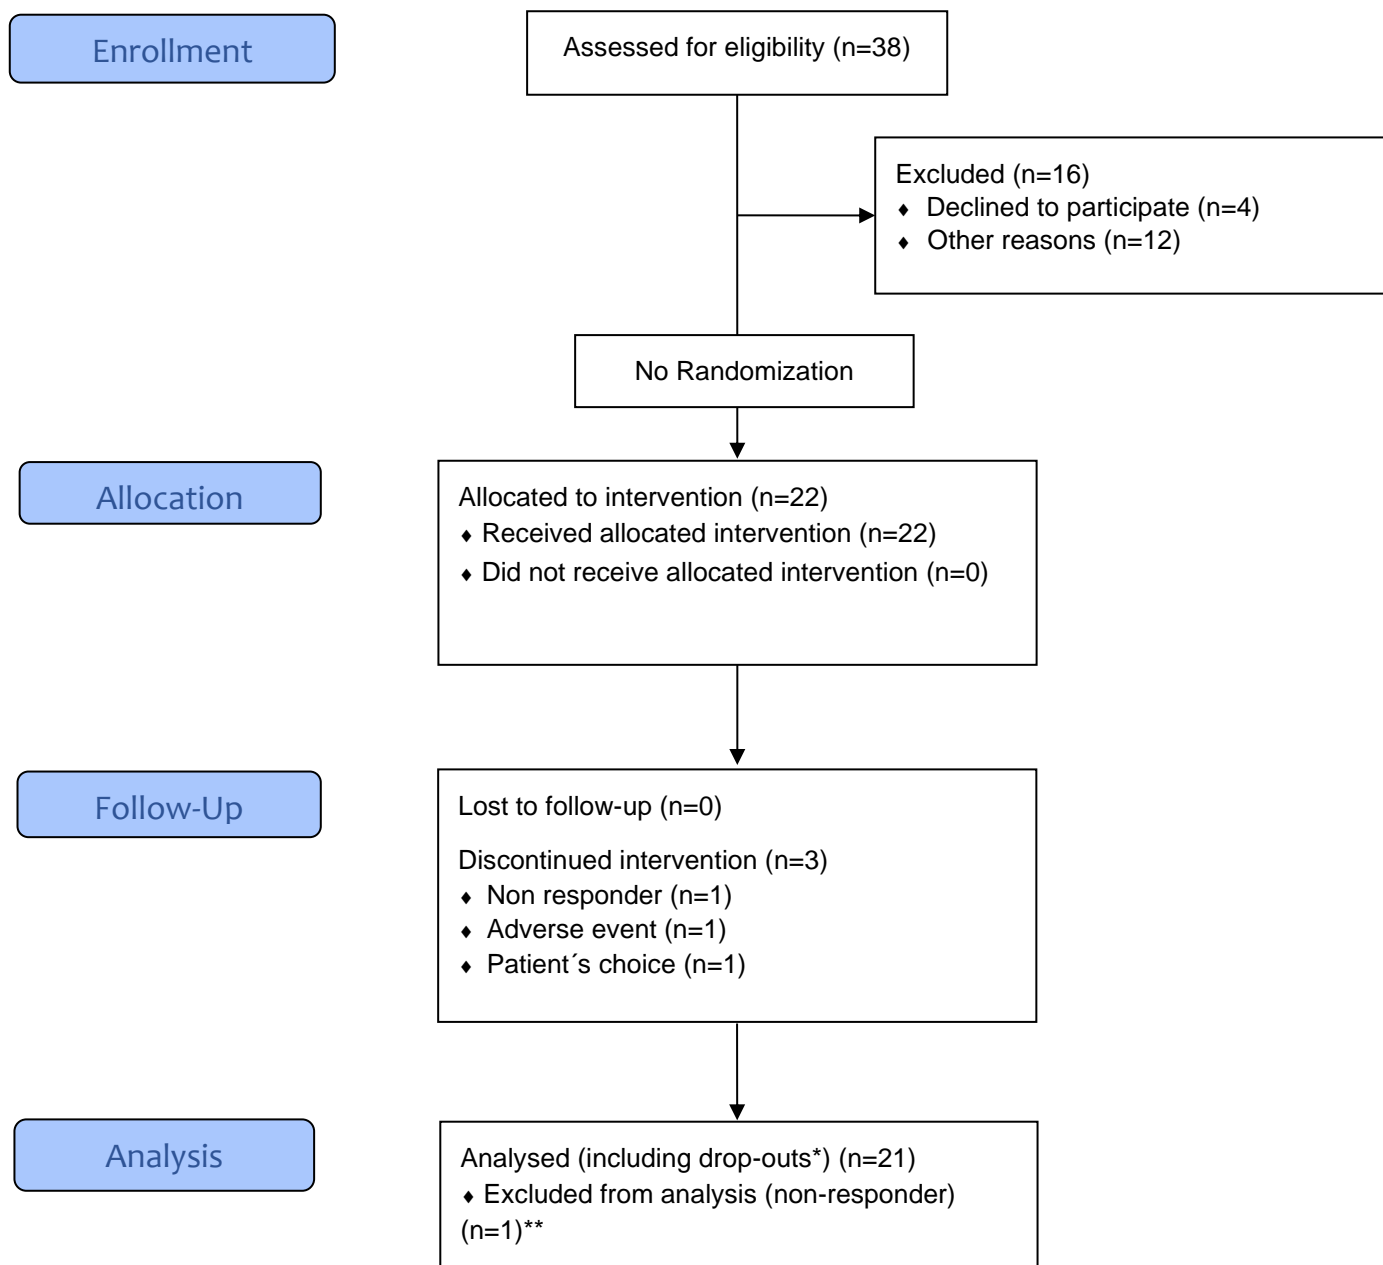 Enrollment
Assessed for eligibility (n=38)
Excluded (n=16)
♦ Declined to participate (n=4)
♦ Other reasons (n=12)
No Randomization
Allocation
Allocated to intervention (n=22)
♦ Received allocated intervention (n=22)
♦ Did not receive allocated intervention (n=0)
Follow-Up
Lost to follow-up (n=0)
Discontinued intervention (n=3)
♦ Non responder (n=1)
♦ Adverse event (n=1)
♦ Patient´s choice (n=1)
Analysis
Analysed (including drop-outs*) (n=21)
♦ Excluded from analysis (non-responder)
(n=1)**